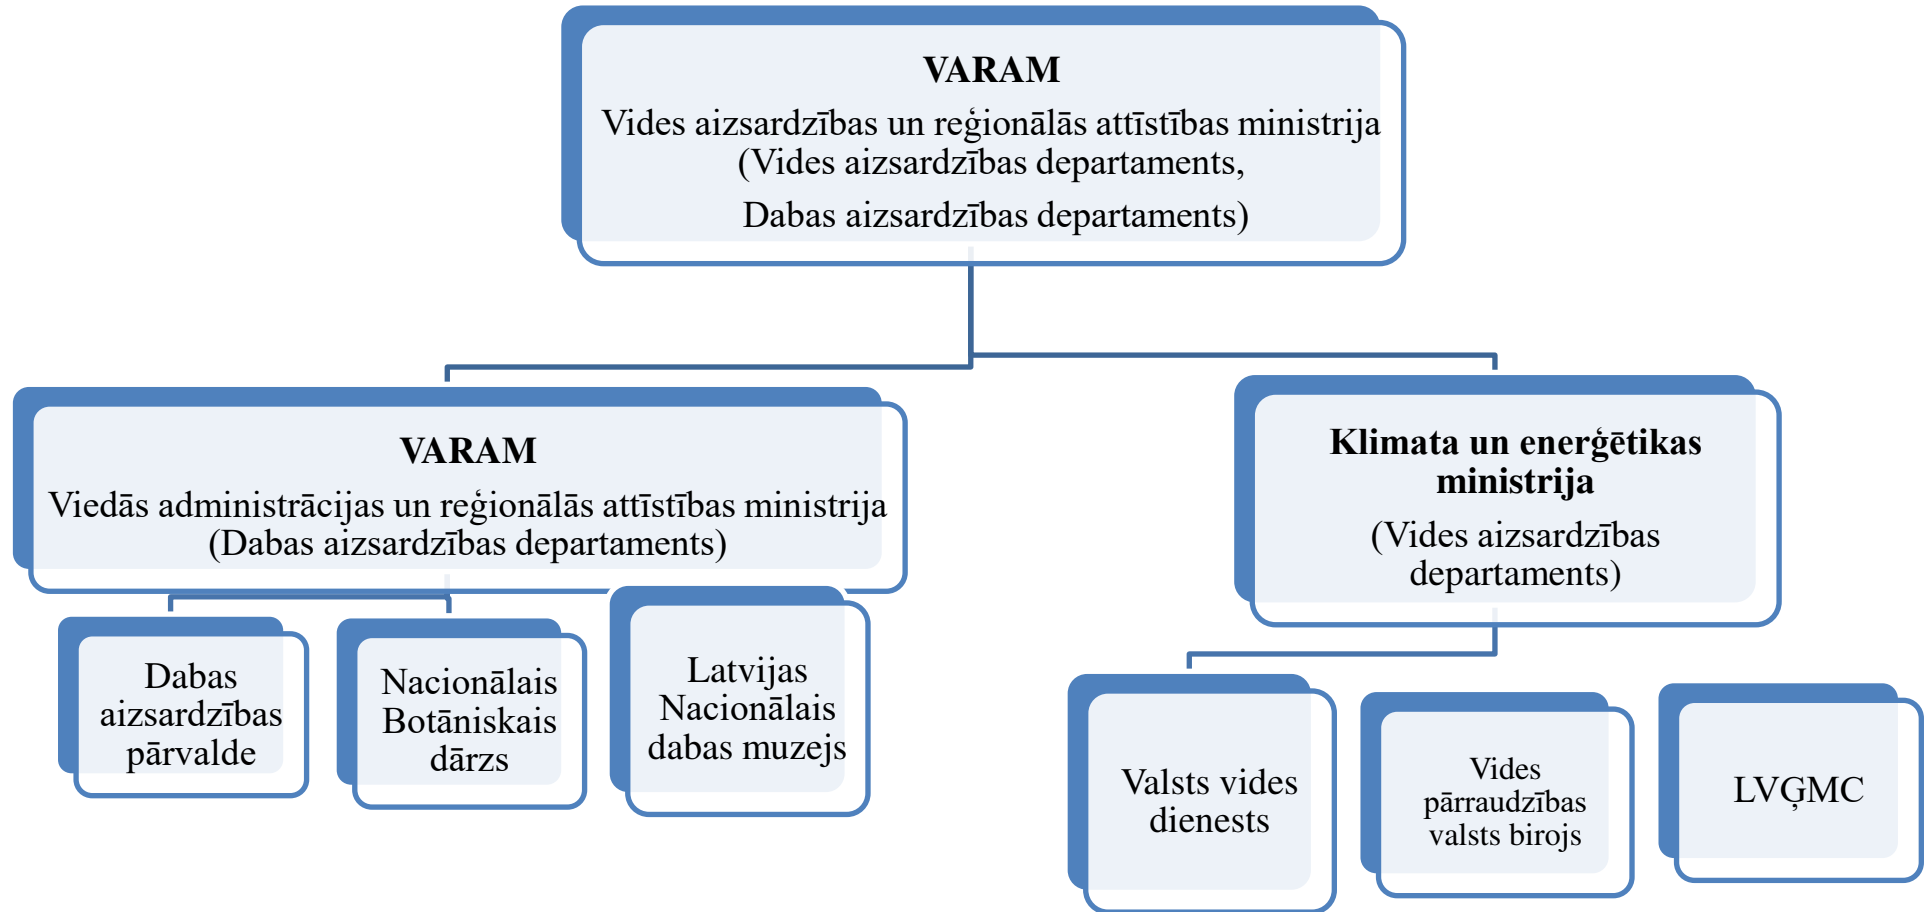 VARAM
Vides aizsardzības un reģionālās attīstības ministrija
(Vides aizsardzības departaments,
Dabas aizsardzības departaments)
VARAM
Viedās administrācijas un reģionālās attīstības ministrija
(Dabas aizsardzības departaments)
Klimata un enerģētikas
ministrija
(Vides aizsardzības
departaments)
Dabas
aizsardzības
pārvalde
Nacionālais
Botāniskais
dārzs
Latvijas
Nacionālais
dabas muzejs
Valsts vides
dienests
Vides
pārraudzības
valsts birojs
LVĢMC